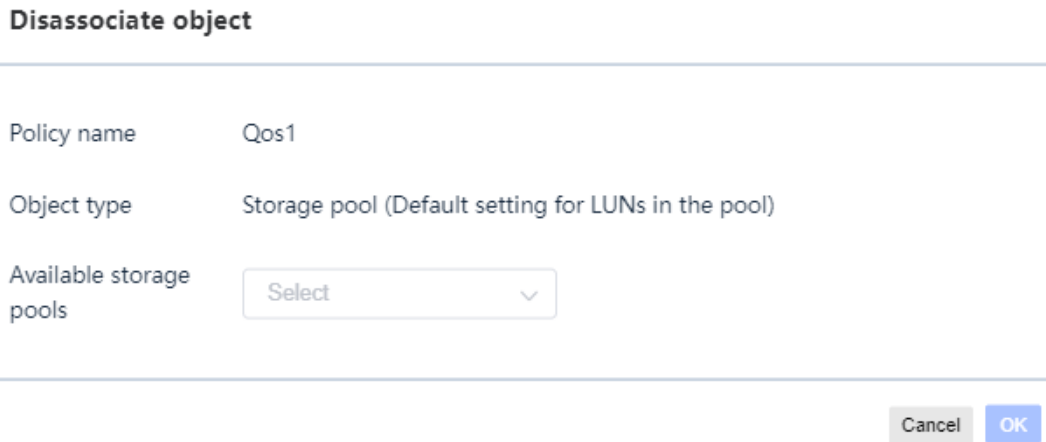 Disassociate object
Policy name Qos1
Object type Storage pool (Default setting for LUNs in the pool)
Available storage
pools
Select
Cancel OK